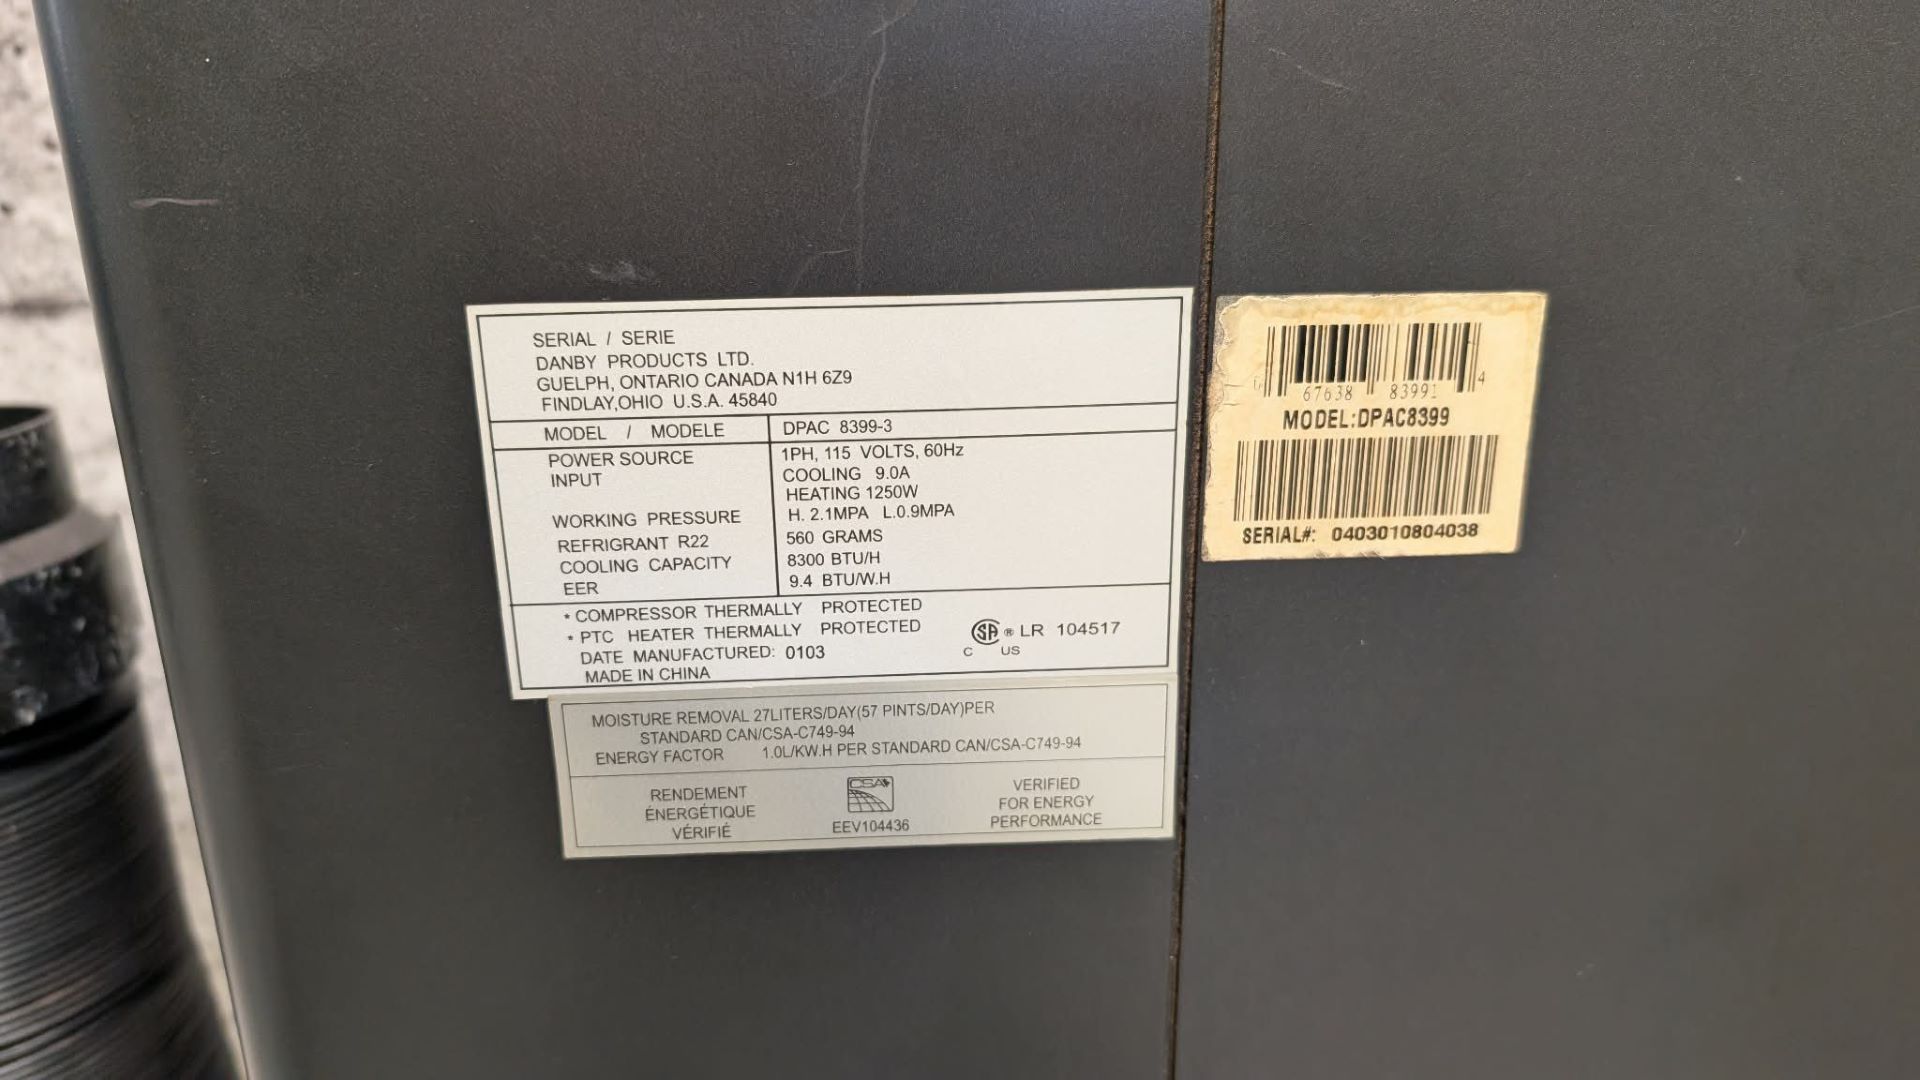 SERIAL / SERIE
DANBY PRODUCTS LTD.
GUELPH, ONTARIO CANADA N1H 6Z9
FINDLAY,OHIO U.S.A. 45840
MODEL / MODELE DPAC 8399-3
POWER SOURCE 1PH, 115 VOLTS, 60Hz
INPUT COOLING 9.0A
HEATING 1250W
WORKING PRESSURE H. 2.1MPA L.0.9MPA
REFRIGRANT R22 560 GRAMS
COOLING CAPACITY 8300 BTU/H
EER 9.4 BTU/W.H
* COMPRESSOR THERMALLY PROTECTED
* PTC HEATER THERMALLY PROTECTED
DATE MANUFACTURED: 0103
MADE IN CHINA
C SA ® US LR 104517
MOISTURE REMOVAL 27LITERS/DAY(57 PINTS/DAY)PER
STANDARD CAN/CSA-C749-94
ENERGY FACTOR 1.0L/KW.H PER STANDARD CAN/CSA-C749-94
RENDEMENT
ÉNERGÉTIQUE
VÉRIFIÉ
CSA
EEV104436
VERIFIED
FOR ENERGY
PERFORMANCE
67638 83991 4
MODEL:DPAC8399
SERIAL#: 0403010804038